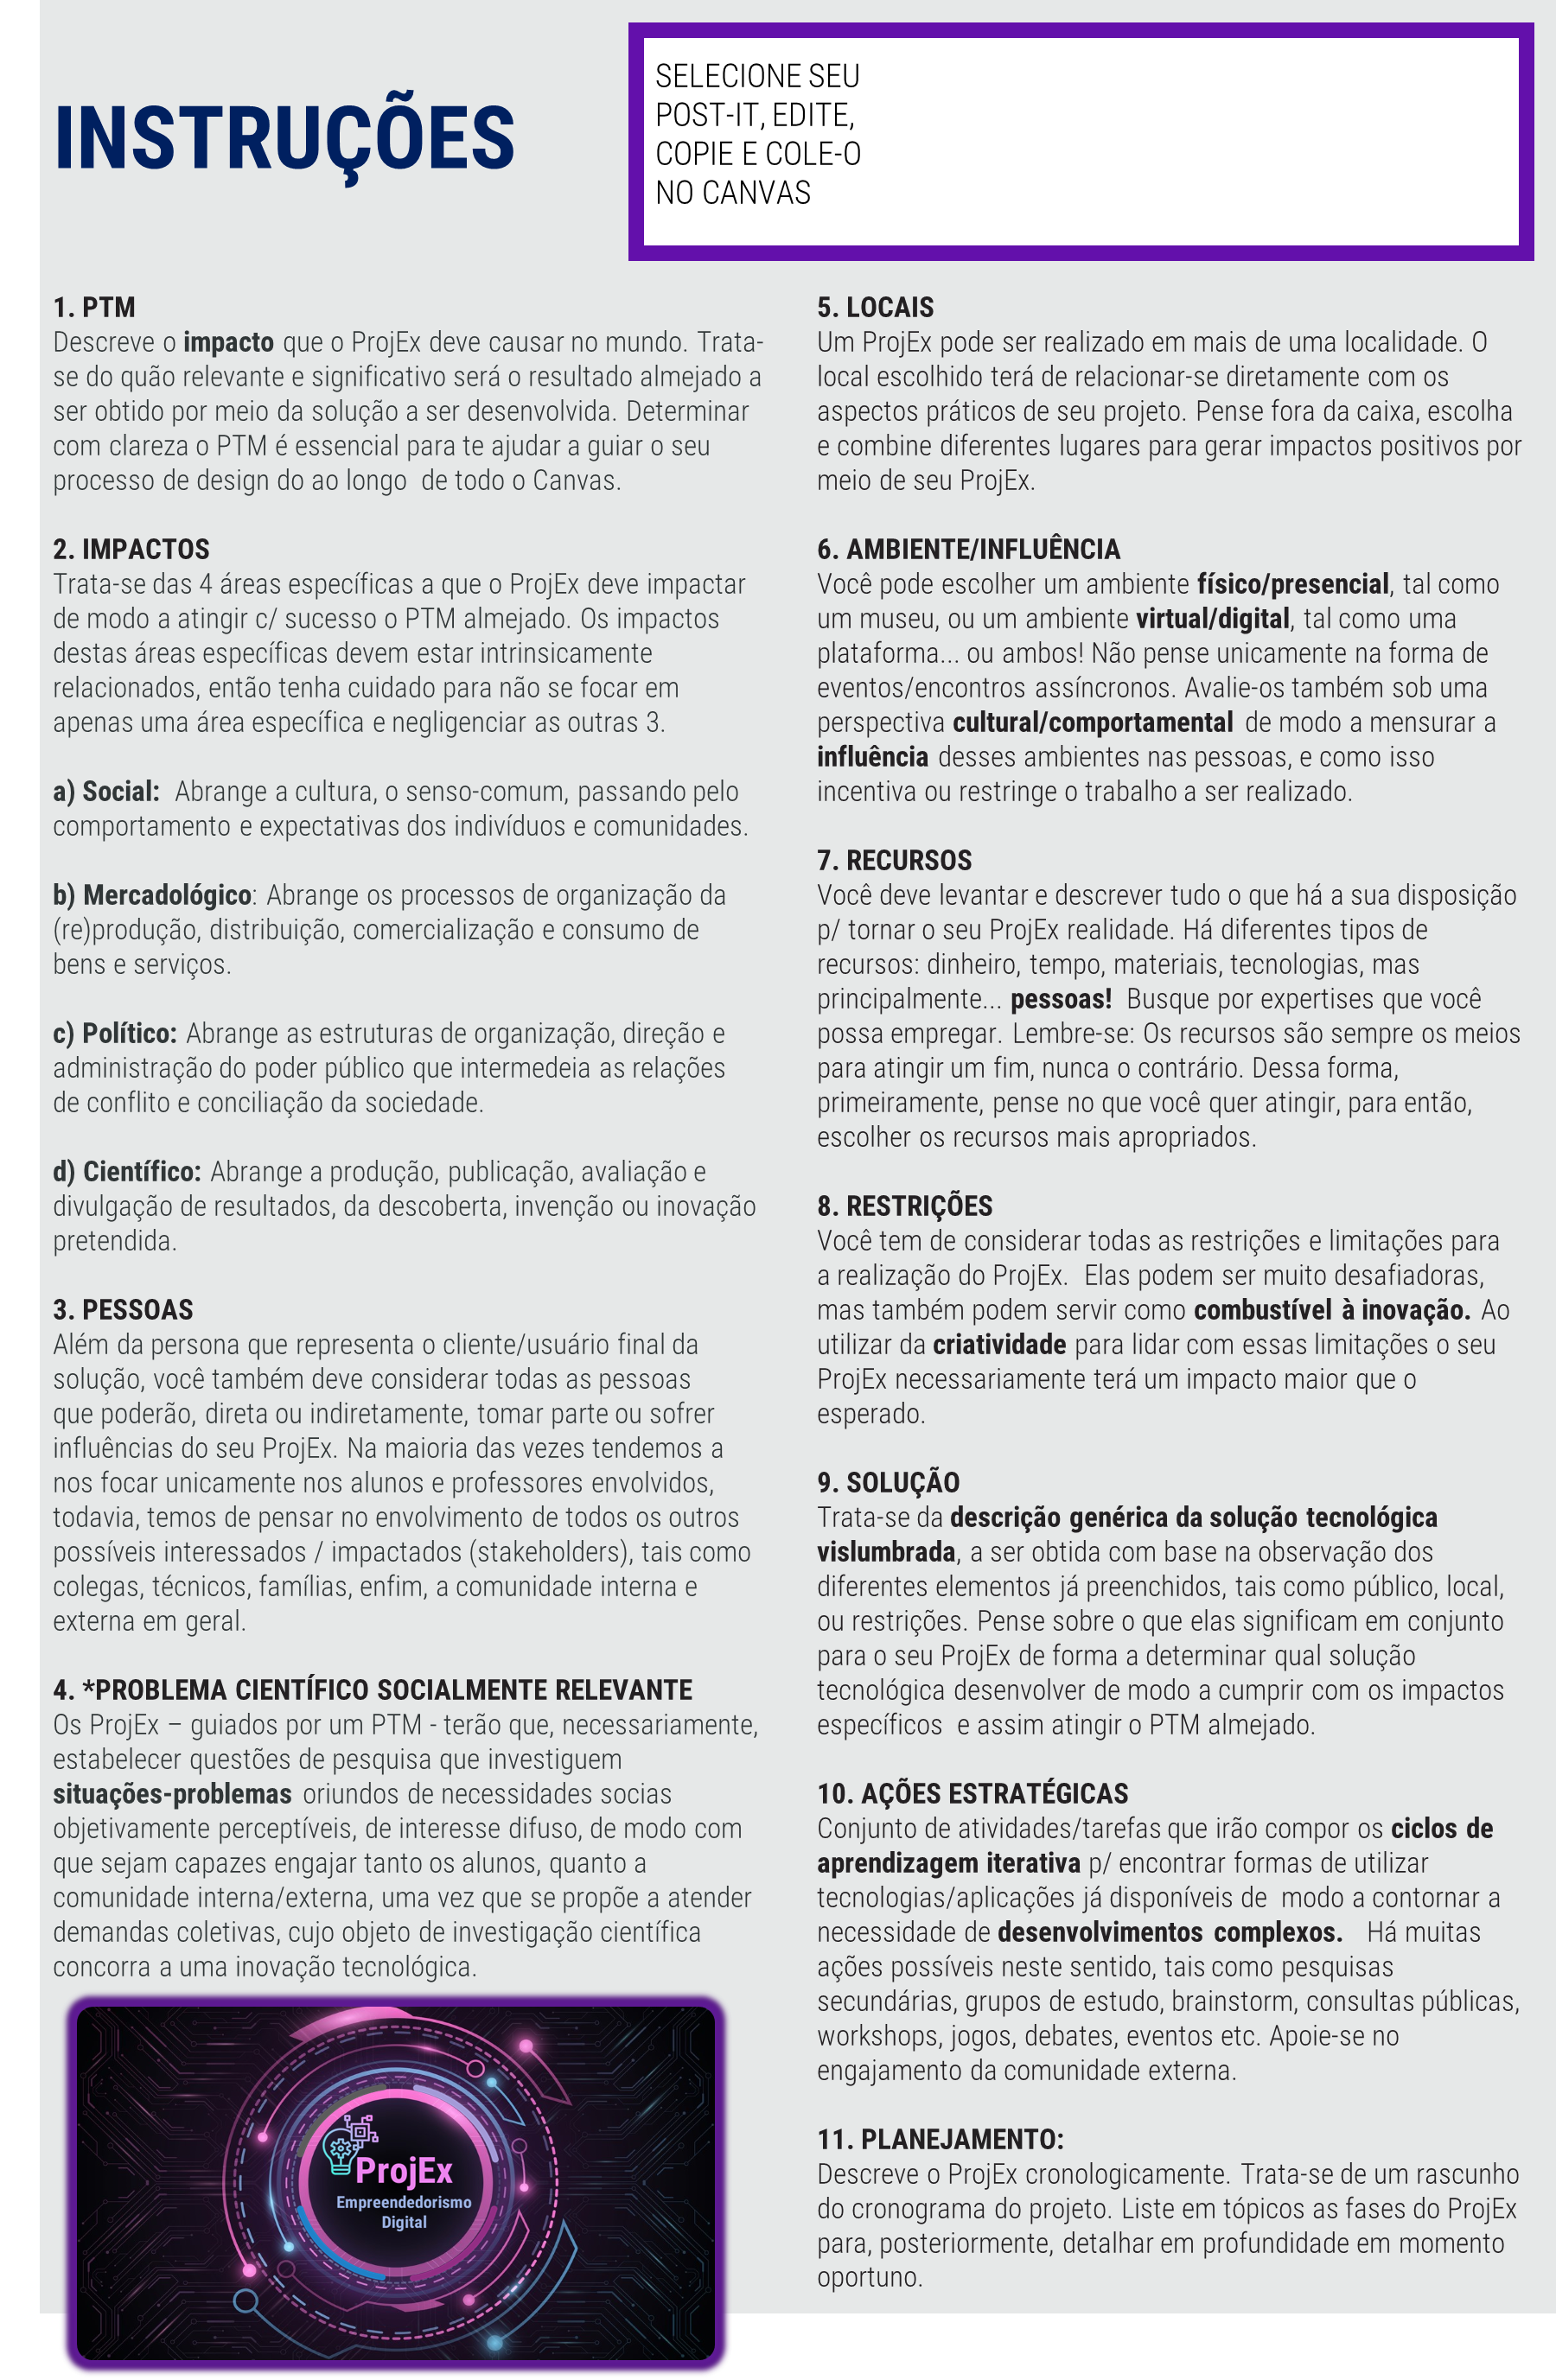 INSTRUÇÕES
SELECIONE SEU
POST-IT, EDITE,
COPIE E COLE-O
NO CANVAS
1. PTM
Descreve o impacto que o ProjEx deve causar no mundo. Trata-
se do quão relevante e significativo será o resultado almejado a
ser obtido por meio da solução a ser desenvolvida. Determinar
com clareza o PTM é essencial para te ajudar a guiar o seu
processo de design do ao longo de todo o Canvas.
2. IMPACTOS
Trata-se das 4 áreas específicas a que o ProjEx deve impactar
de modo a atingir c/ sucesso o PTM almejado. Os impactos
destas áreas específicas devem estar intrinsicamente
relacionados, então tenha cuidado para não se focar em
apenas uma área específica e negligenciar as outras 3.
a) Social: Abrange a cultura, o senso-comum, passando pelo
comportamento e expectativas dos indivíduos e comunidades.
b) Mercadológico: Abrange os processos de organização da
(re)produção, distribuição, comercialização e consumo de
bens e serviços.
c) Político: Abrange as estruturas de organização, direção e
administração do poder público que intermedeia as relações
de conflito e conciliação da sociedade.
d) Científico: Abrange a produção, publicação, avaliação e
divulgação de resultados, da descoberta, invenção ou inovação
pretendida.
3. PESSOAS
Além da persona que representa o cliente/usuário final da
solução, você também deve considerar todas as pessoas
que poderão, direta ou indiretamente, tomar parte ou sofrer
influências do seu ProjEx. Na maioria das vezes tendemos a
nos focar unicamente nos alunos e professores envolvidos,
todavia, temos de pensar no envolvimento de todos os outros
possíveis interessados / impactados (stakeholders), tais como
colegas, técnicos, famílias, enfim, a comunidade interna e
externa em geral.
4. *PROBLEMA CIENTÍFICO SOCIALMENTE RELEVANTE
Os ProjEx – guiados por um PTM - terão que, necessariamente,
estabelecer questões de pesquisa que investiguem
situações-problemas oriundos de necessidades socias
objetivamente perceptíveis, de interesse difuso, de modo com
que sejam capazes engajar tanto os alunos, quanto a
comunidade interna/externa, uma vez que se propõe a atender
demandas coletivas, cujo objeto de investigação científica
concorra a uma inovação tecnológica.
ProjEx
Empreendedorismo
Digital
5. LOCAIS
Um ProjEx pode ser realizado em mais de uma localidade. O
local escolhido terá de relacionar-se diretamente com os
aspectos práticos de seu projeto. Pense fora da caixa, escolha
e combine diferentes lugares para gerar impactos positivos por
meio de seu ProjEx.
6. AMBIENTE/INFLUÊNCIA
Você pode escolher um ambiente físico/presencial, tal como
um museu, ou um ambiente virtual/digital, tal como uma
plataforma... ou ambos! Não pense unicamente na forma de
eventos/encontros assíncronos. Avalie-os também sob uma
perspectiva cultural/comportamental de modo a mensurar a
influência desses ambientes nas pessoas, e como isso
incentiva ou restringe o trabalho a ser realizado.
7. RECURSOS
Você deve levantar e descrever tudo o que há a sua disposição
p/ tornar o seu ProjEx realidade. Há diferentes tipos de
recursos: dinheiro, tempo, materiais, tecnologias, mas
principalmente... pessoas! Busque por expertises que você
possa empregar. Lembre-se: Os recursos são sempre os meios
para atingir um fim, nunca o contrário. Dessa forma,
primeiramente, pense no que você quer atingir, para então,
escolher os recursos mais apropriados.
8. RESTRIÇÕES
Você tem de considerar todas as restrições e limitações para
a realização do ProjEx. Elas podem ser muito desafiadoras,
mas também podem servir como combustível à inovação. Ao
utilizar da criatividade para lidar com essas limitações o seu
ProjEx necessariamente terá um impacto maior que o
esperado.
9. SOLUÇÃO
Trata-se da descrição genérica da solução tecnológica
vislumbrada, a ser obtida com base na observação dos
diferentes elementos já preenchidos, tais como público, local,
ou restrições. Pense sobre o que elas significam em conjunto
para o seu ProjEx de forma a determinar qual solução
tecnológica desenvolver de modo a cumprir com os impactos
específicos e assim atingir o PTM almejado.
10. AÇÕES ESTRATÉGICAS
Conjunto de atividades/tarefas que irão compor os ciclos de
aprendizagem iterativa p/ encontrar formas de utilizar
tecnologias/aplicações já disponíveis de modo a contornar a
necessidade de desenvolvimentos complexos. Há muitas
ações possíveis neste sentido, tais como pesquisas
secundárias, grupos de estudo, brainstorm, consultas públicas,
workshops, jogos, debates, eventos etc. Apoie-se no
engajamento da comunidade externa.
11. PLANEJAMENTO:
Descreve o ProjEx cronologicamente. Trata-se de um rascunho
do cronograma do projeto. Liste em tópicos as fases do ProjEx
para, posteriormente, detalhar em profundidade em momento
oportuno.